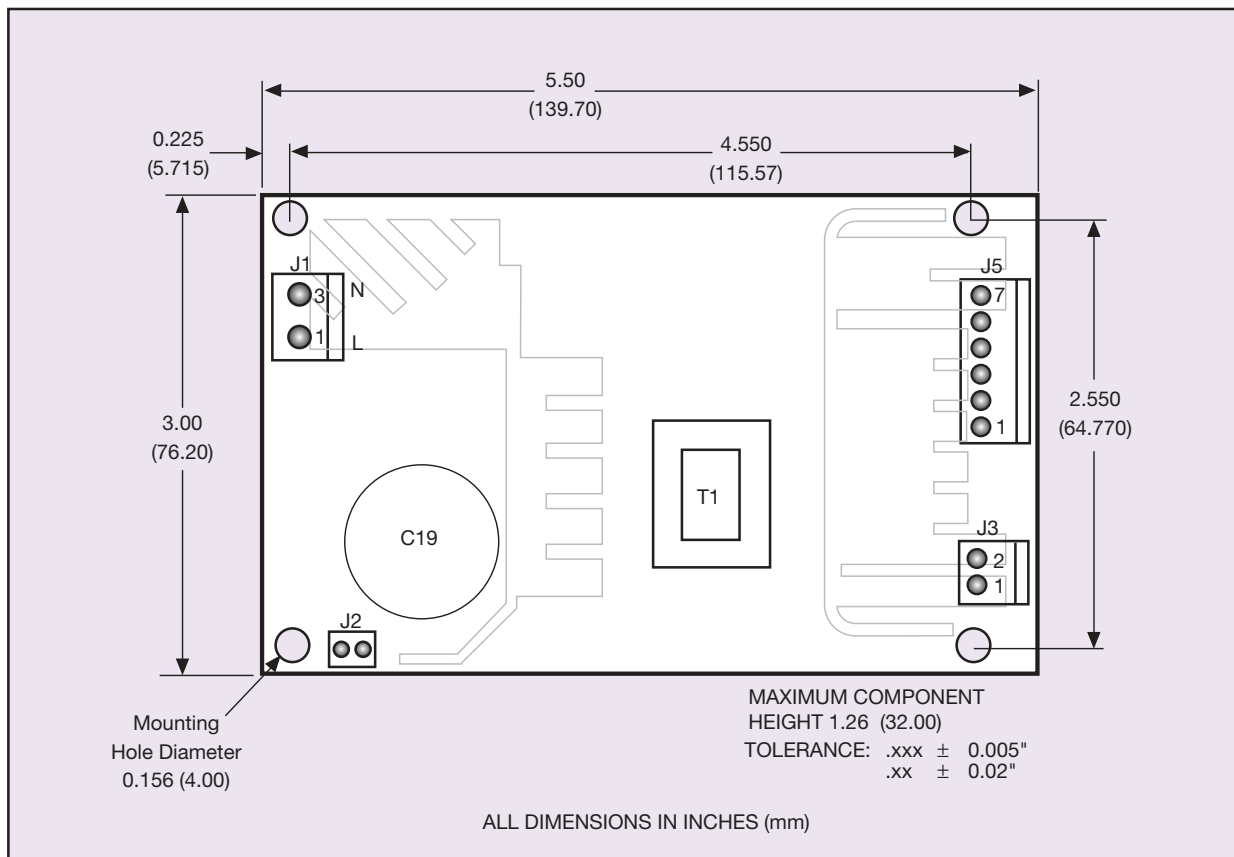 5.50
(139.70)
0.225
(5.715)
4.550
(115.57)
J1
3
N
1
L
J5
7
1
3.00
(76.20)
2.550
(64.770)
T1
C19
J3
2
1
J2
MAXIMUM COMPONENT
HEIGHT 1.26 (32.00)
TOLERANCE: .xxx ± 0.005"
.xx ± 0.02"
Mounting
Hole Diameter
0.156 (4.00)
ALL DIMENSIONS IN INCHES (mm)